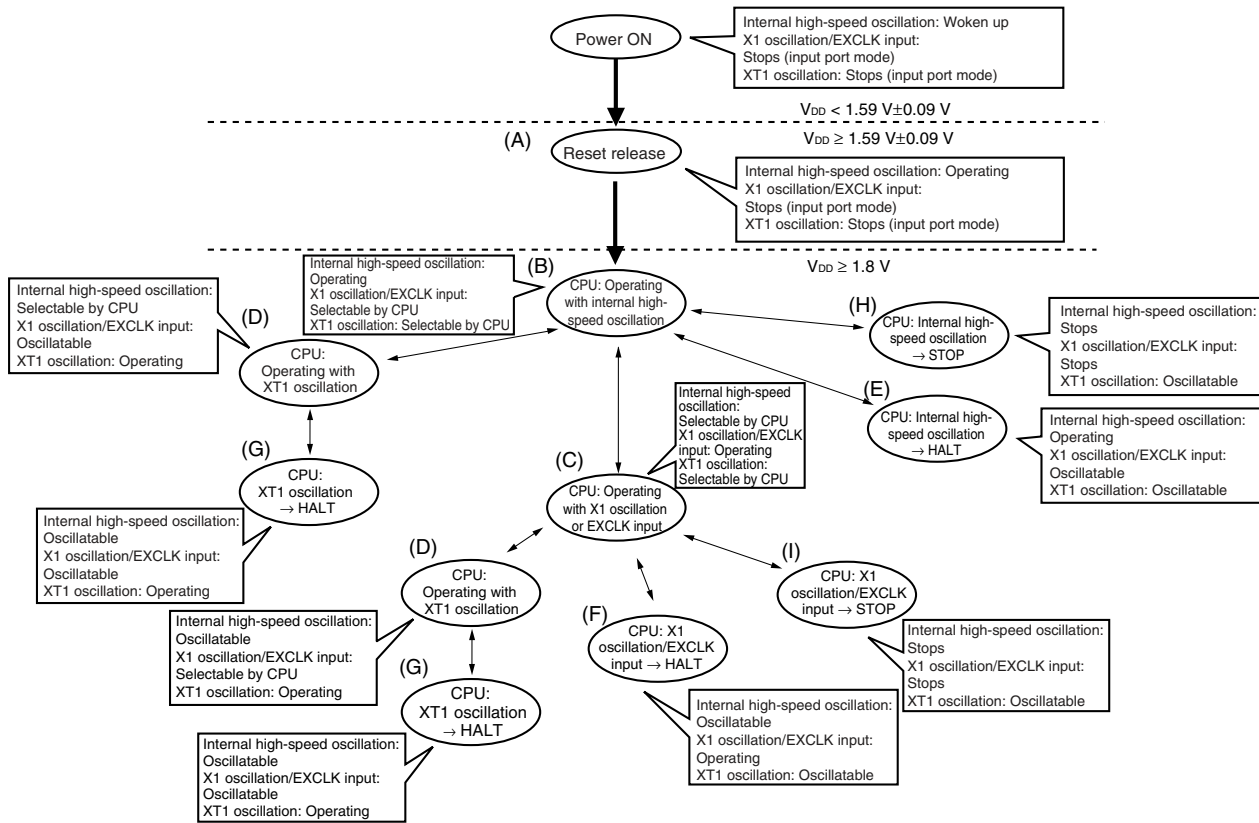 Power ON
Internal high-speed oscillation: Woken up
X1 oscillation/EXCLK input:
Stops (input port mode)
XT1 oscillation: Stops (input port mode)
VDD < 1.59 V±0.09 V
VDD ≥ 1.59 V±0.09 V
(A)
Reset release
Internal high-speed oscillation: Operating
X1 oscillation/EXCLK input:
Stops (input port mode)
XT1 oscillation: Stops (input port mode)
VDD ≥ 1.8 V
(B)
CPU: Operating
with internal high-
speed oscillation
Internal high-speed oscillation:
Operating
X1 oscillation/EXCLK input:
Selectable by CPU
XT1 oscillation: Selectable by CPU
Internal high-speed oscillation:
Selectable by CPU
X1 oscillation/EXCLK input:
Oscillatable
XT1 oscillation: Operating
(D)
CPU:
Operating with
XT1 oscillation
(H)
CPU: Internal high-
speed oscillation
→ STOP
Internal high-speed oscillation:
Stops
X1 oscillation/EXCLK input:
Stops
XT1 oscillation: Oscillatable
(E)
CPU: Internal high-
speed oscillation
→ HALT
Internal high-speed oscillation:
Operating
X1 oscillation/EXCLK input:
Oscillatable
XT1 oscillation: Oscillatable
Internal high-speed
oscillation:
Selectable by CPU
X1 oscillation/EXCLK
input: Operating
XT1 oscillation:
Selectable by CPU
(G)
CPU:
XT1 oscillation
→ HALT
Internal high-speed oscillation:
Oscillatable
X1 oscillation/EXCLK input:
Oscillatable
XT1 oscillation: Operating
(C)
CPU: Operating
with X1 oscillation
or EXCLK input
(D)
CPU:
Operating with
XT1 oscillation
Internal high-speed oscillation:
Oscillatable
X1 oscillation/EXCLK input:
Selectable by CPU
XT1 oscillation: Operating
(G)
CPU:
XT1 oscillation
→ HALT
Internal high-speed oscillation:
Oscillatable
X1 oscillation/EXCLK input:
Oscillatable
XT1 oscillation: Operating
(F)
CPU: X1
oscillation/EXCLK
input → HALT
Internal high-speed oscillation:
Oscillatable
X1 oscillation/EXCLK input:
Operating
XT1 oscillation: Oscillatable
(I)
CPU: X1
oscillation/EXCLK
input → STOP
Internal high-speed oscillation:
Stops
X1 oscillation/EXCLK input:
Stops
XT1 oscillation: Oscillatable